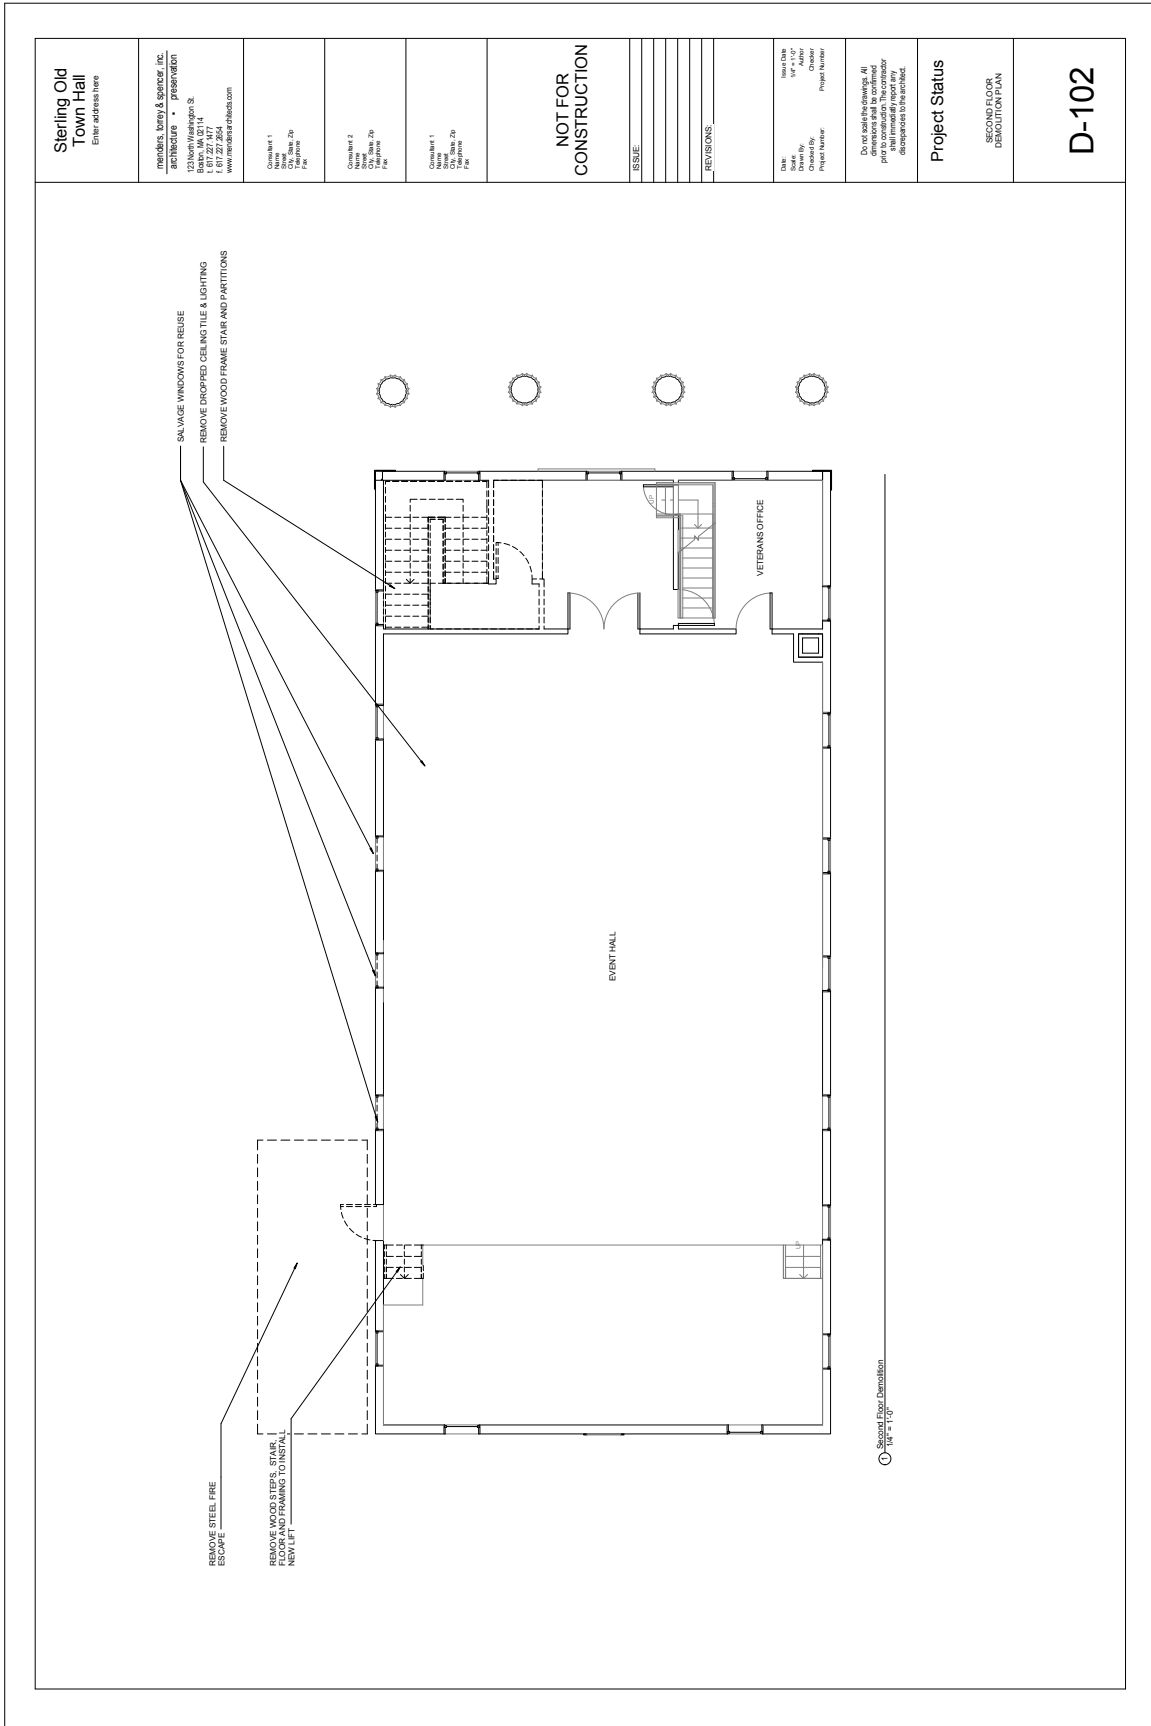 Sterling Old
Town Hall
Enter address here
menders, torrey & spencer, inc.
architecture • preservation
123 North Washington St.
Boston, MA 02114
t. 617.227.1477
f. 617.227.2654
www.mendersarchitects.com
Consultant 1
Name
Street
City, State, Zip
Telephone
Fax
Consultant 2
Name
Street
City, State, Zip
Telephone
Fax
Consultant 1
Name
Street
City, State, Zip
Telephone
Fax
NOT FOR
CONSTRUCTION
ISSUE:
REVISIONS:
Date: Issue Date
Scale: 1/4" = 1'-0"
Drawn By: Author
Checked By: Checker
Project Number: Project Number
Do not scale the drawings. All
dimensions shall be confirmed
prior to construction. The contractor
shall immediately report any
discrepancies to the architect.
Project Status
SECOND FLOOR
DEMOLITION PLAN
D-102
SALVAGE WINDOWS FOR REUSE
REMOVE DROPPED CEILING TILE & LIGHTING
REMOVE WOOD FRAME STAIR AND PARTITIONS
UP
VETERANS OFFICE
EVENT HALL
UP
REMOVE STEEL FIRE
ESCAPE
REMOVE WOOD STEPS, STAIR,
FLOOR AND FRAMING TO INSTALL
NEW LIFT
1 Second Floor Demolition
1/4" = 1'-0"